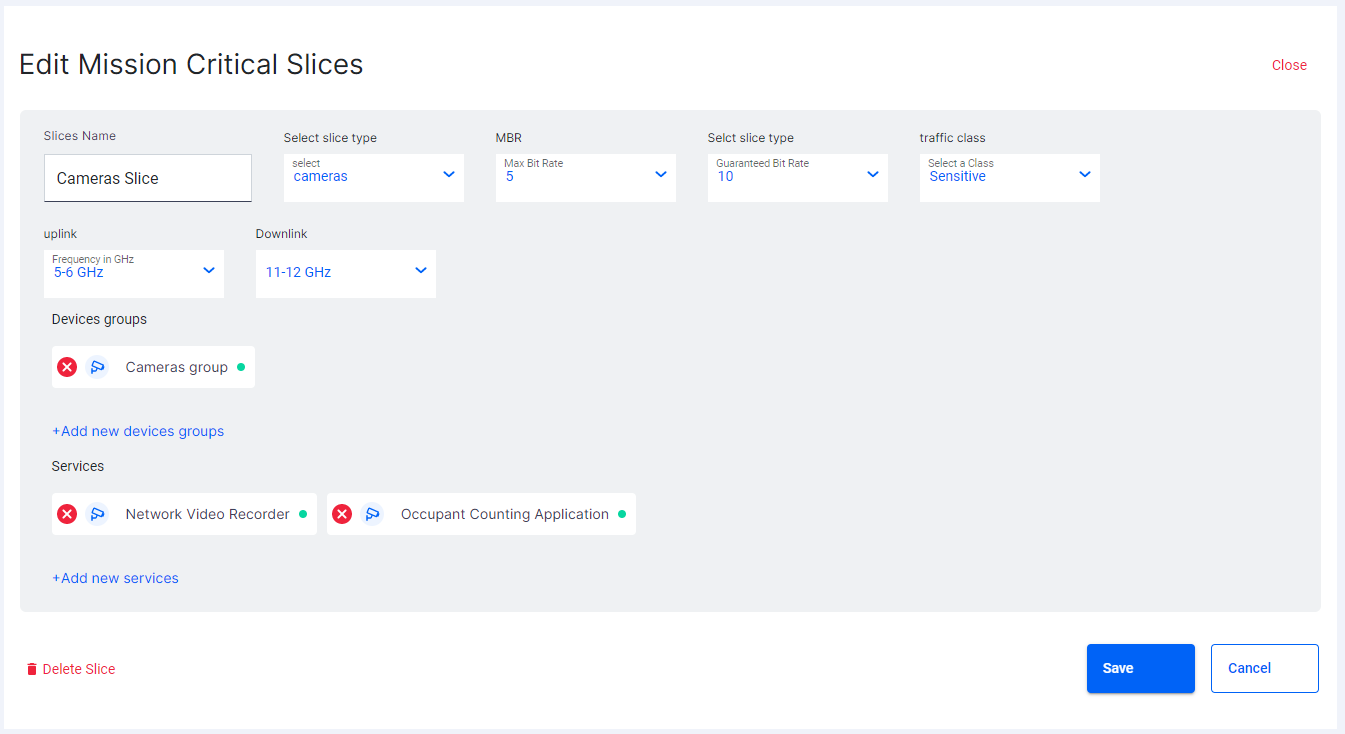 Edit Mission Critical Slices
Close
Slices Name
Select slice type
MBR
Selct slice type
traffic class
Cameras Slice
select
cameras
Max Bit Rate
5
Guaranteed Bit Rate
10
Select a Class
Sensitive
uplink
Downlink
Frequency in GHz
5-6 GHz
11-12 GHz
Devices groups
Cameras group
+Add new devices groups
Services
Network Video Recorder
Occupant Counting Application
+Add new services
Delete Slice
Save
Cancel